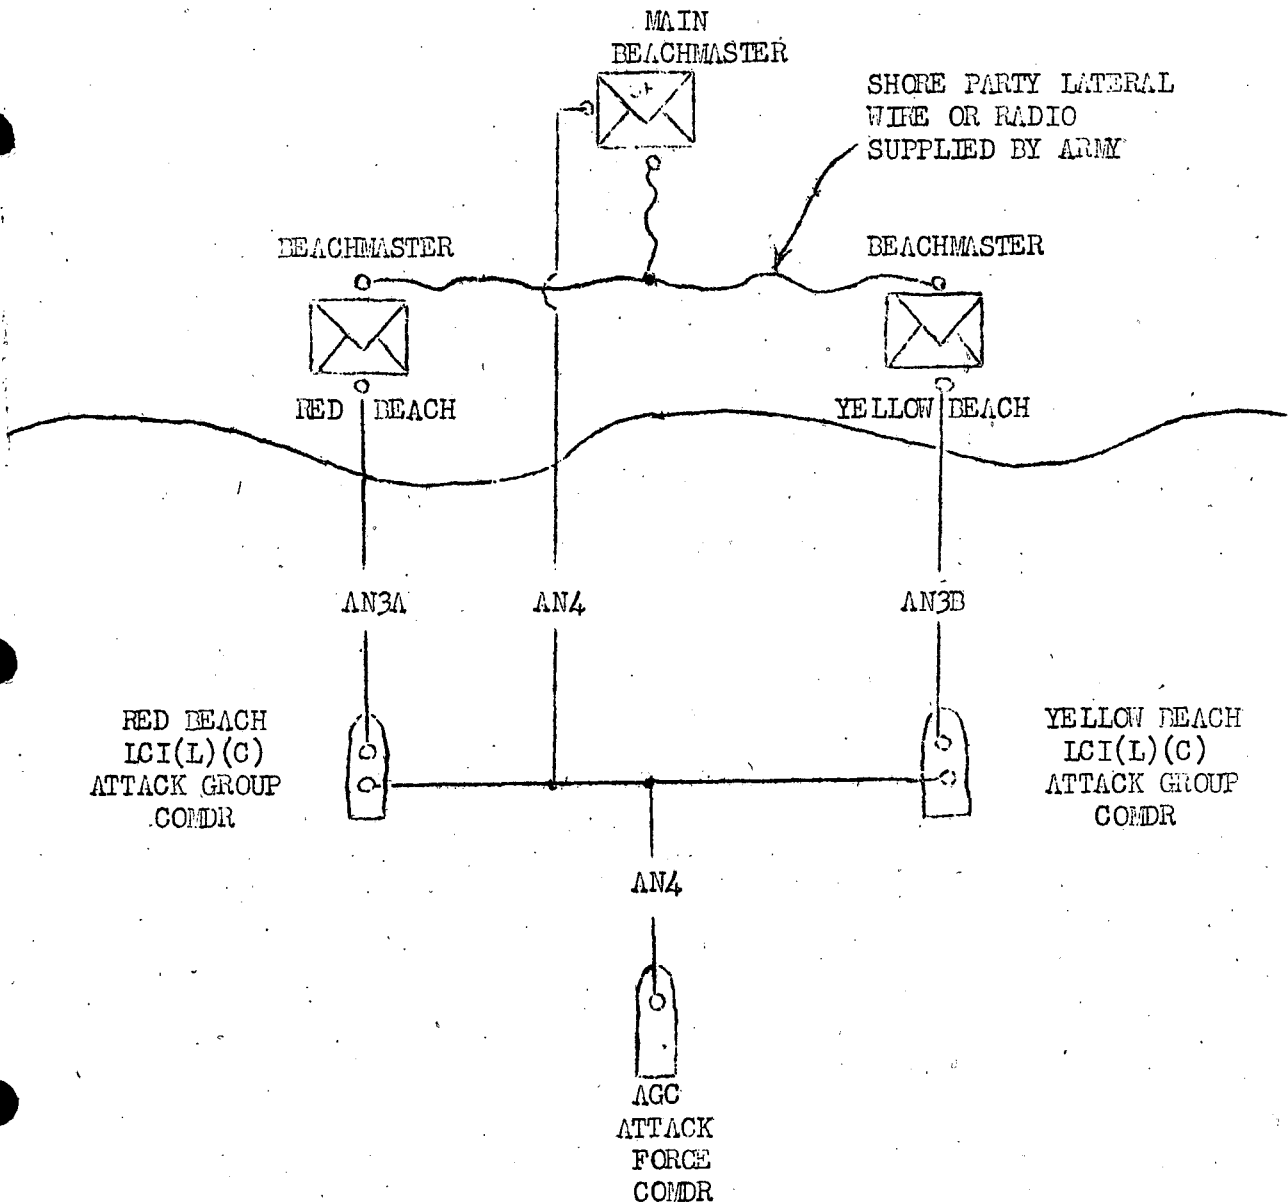 MAIN
BEACHMASTER
SHORE PARTY LATERAL
WIRE OR RADIO
SUPPLIED BY ARMY
BEACHMASTER
BEACHMASTER
RED BEACH
YELLOW BEACH
AN3A
AN4
AN3B
RED BEACH
LCI(L)(C)
ATTACK GROUP
COMDR
YELLOW BEACH
LCI(L)(C)
ATTACK GROUP
COMDR
AN4
AGC
ATTACK
FORCE
COMDR